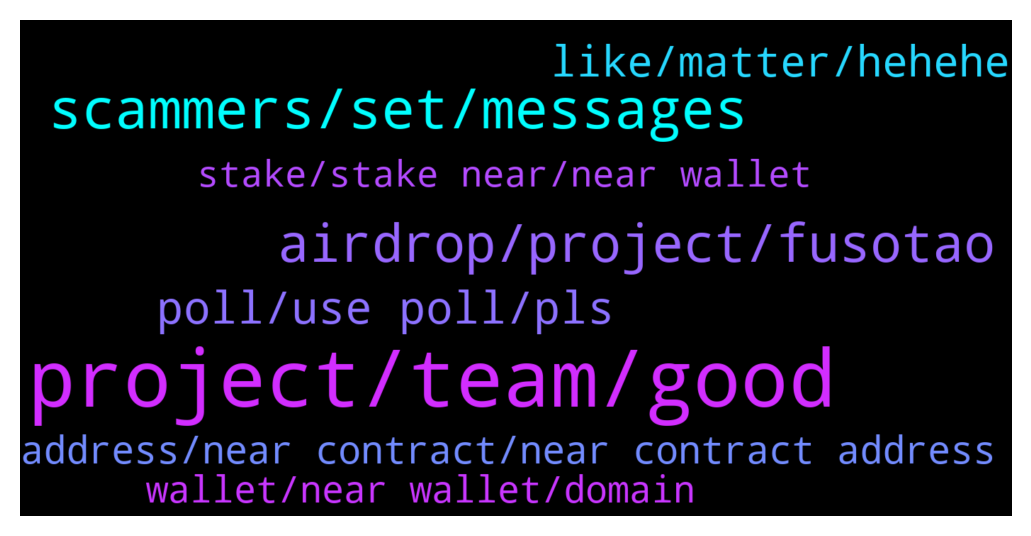 like/matter/hehehe
scammers/set/messages
stake/stake near/near wallet
airdrop/project/fusotao
poll/use poll/pls
project/team/good
address/near contract/near contract address
wallet/near wallet/domain